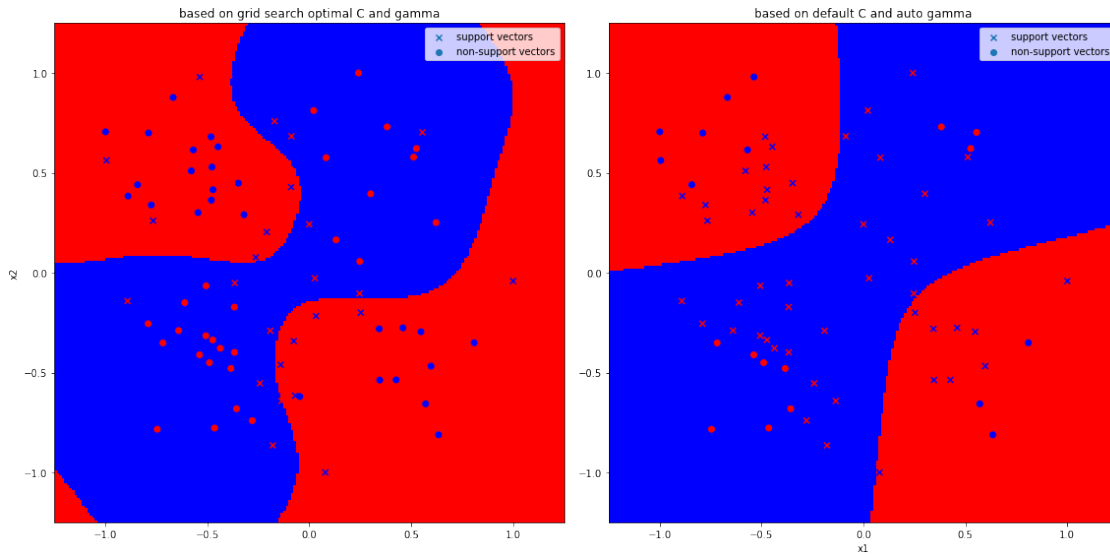 based on grid search optimal C and gamma
support vectors
non-support vectors
1.0
0.5
0.0
−0.5
−1.0
x2
−1.0 −0.5 0.0 0.5 1.0
based on default C and auto gamma
support vectors
non-support vectors
1.0
0.5
0.0
−0.5
−1.0
−1.0 −0.5 0.0 0.5 1.0
x1